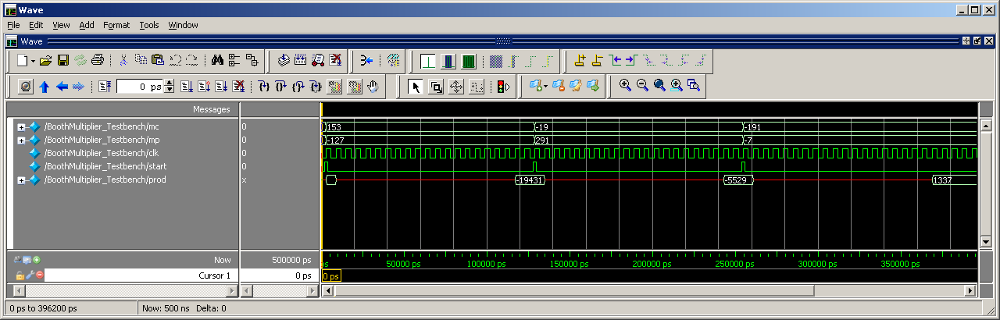 Wave
File Edit View Add Format Tools Window
Wave
0 ps
Messages
/BoothMultiplier_Testbench/mc 0 153 -19 -191
/BoothMultiplier_Testbench/mp 0 -127 291 -7
/BoothMultiplier_Testbench/clk 0
/BoothMultiplier_Testbench/start 0
/BoothMultiplier_Testbench/prod x -19431 -5529 1337
Now 500000 ps ps 50000 ps 100000 ps 150000 ps 200000 ps 250000 ps 300000 ps 350000 ps
Cursor 1 0 ps 0 ps
0 ps to 396200 ps Now: 500 ns Delta: 0